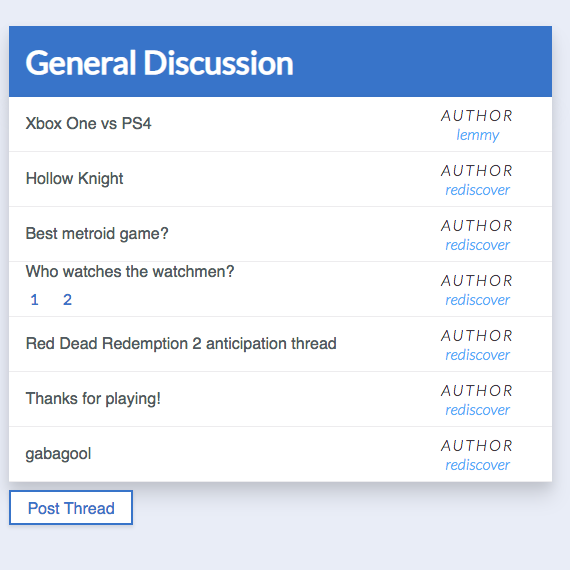 General Discussion
Xbox One vs PS4
AUTHOR
lemmy
Hollow Knight
AUTHOR
rediscover
Best metroid game?
AUTHOR
rediscover
Who watches the watchmen?
1 2
AUTHOR
rediscover
Red Dead Redemption 2 anticipation thread
AUTHOR
rediscover
Thanks for playing!
AUTHOR
rediscover
gabagool
AUTHOR
rediscover
Post Thread